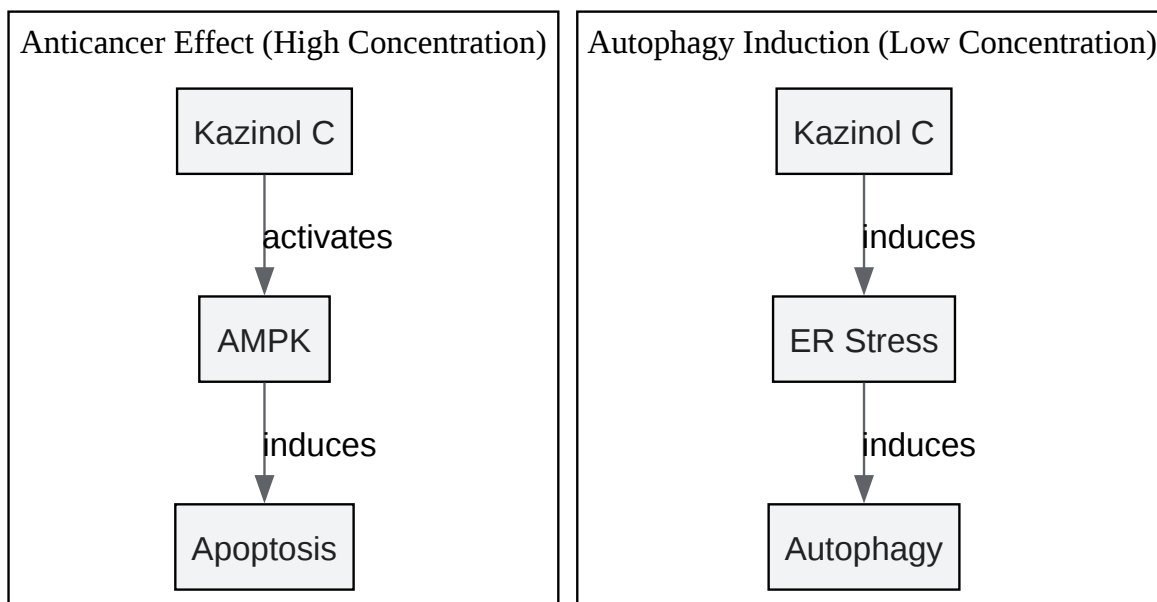 Anticancer Effect (High Concentration)
Kazinol C
activates
AMPK
induces
Apoptosis
Autophagy Induction (Low Concentration)
Kazinol C
induces
ER Stress
induces
Autophagy